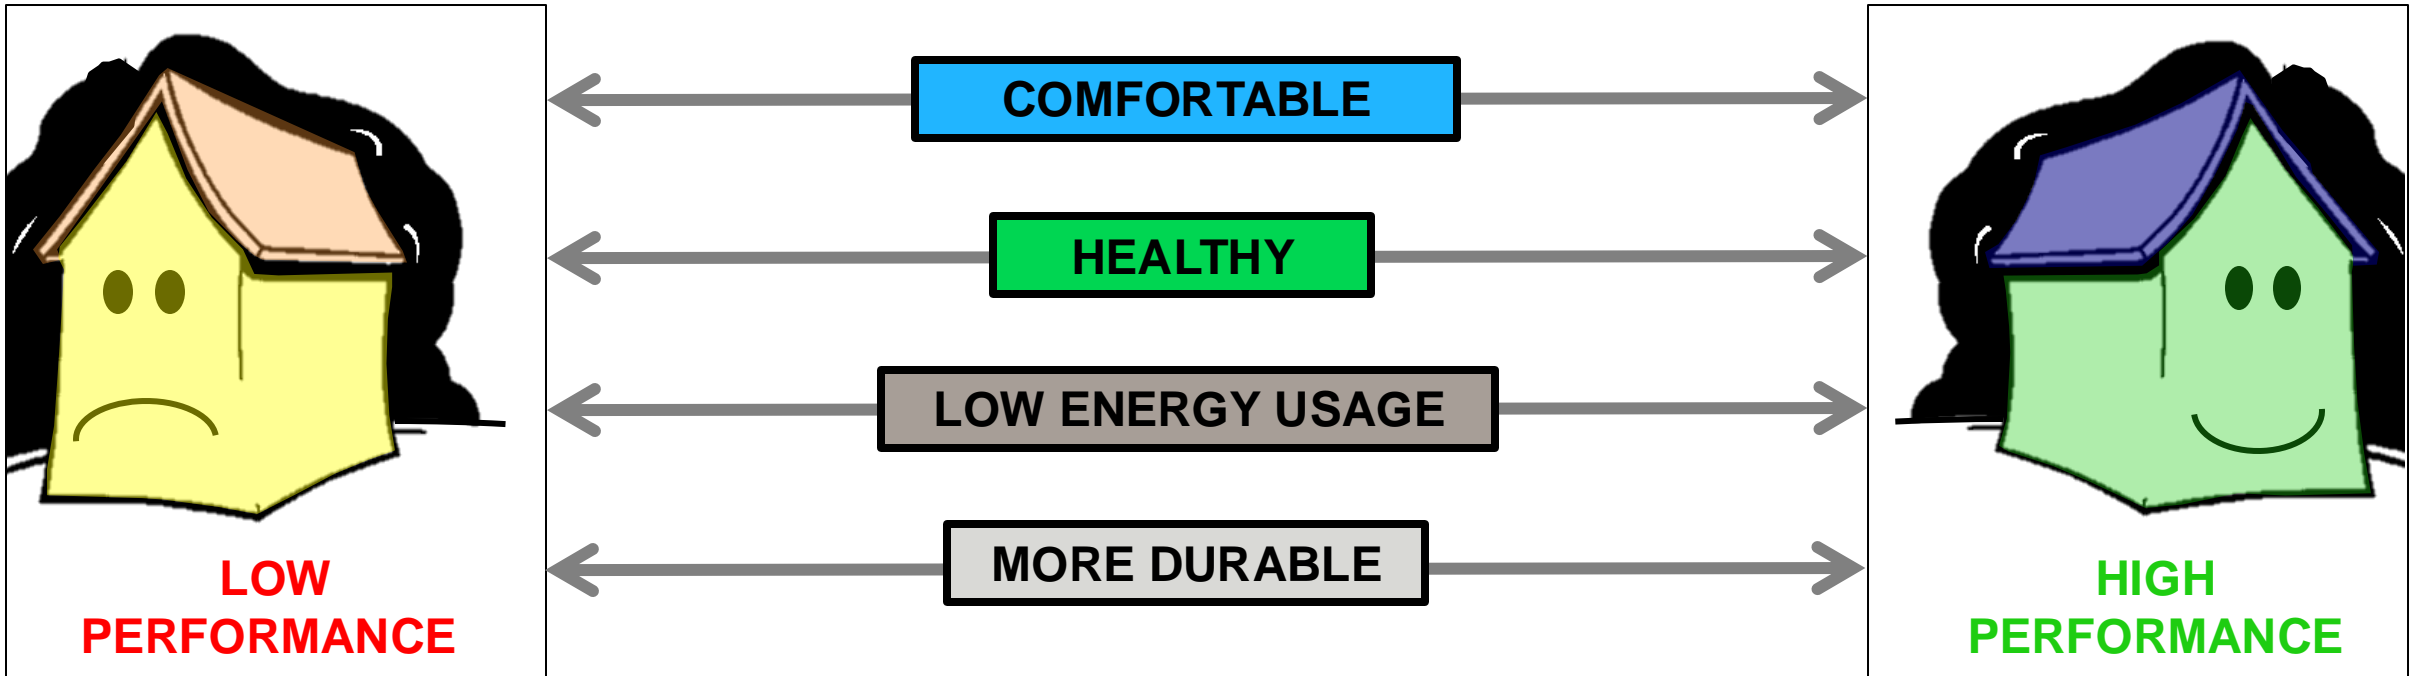 COMFORTABLE
HEALTHY
LOW ENERGY USAGE
MORE DURABLE
LOW
PERFORMANCE
HIGH
PERFORMANCE